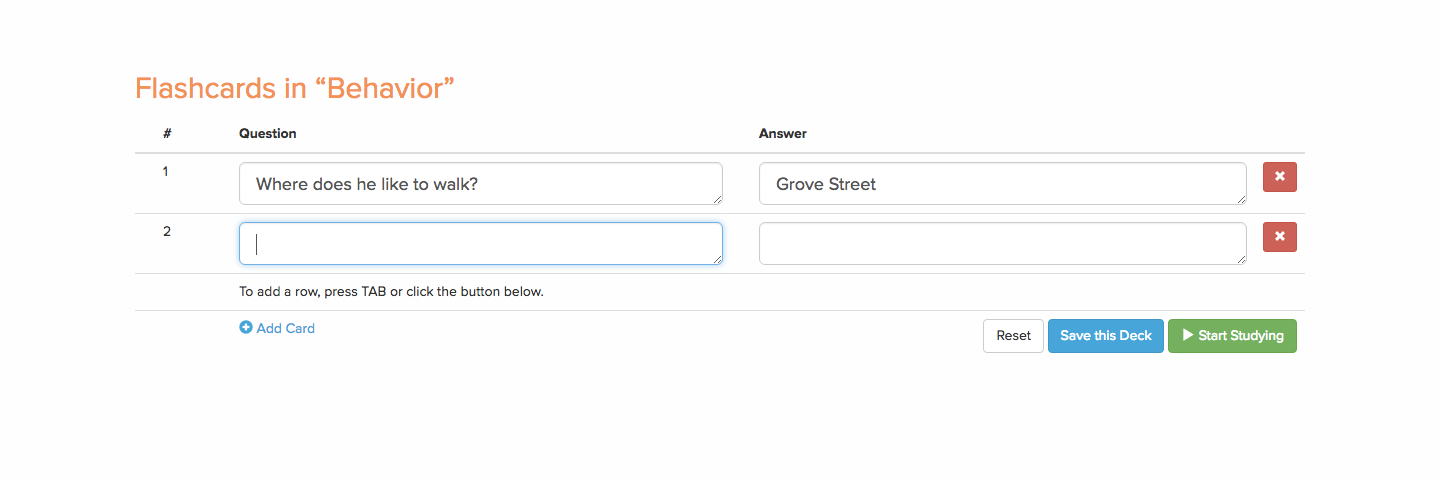 Flashcards in “Behavior”
# Question Answer
1 Where does he like to walk? Grove Street
2
To add a row, press TAB or click the button below.
Add Card Reset Save this Deck Start Studying